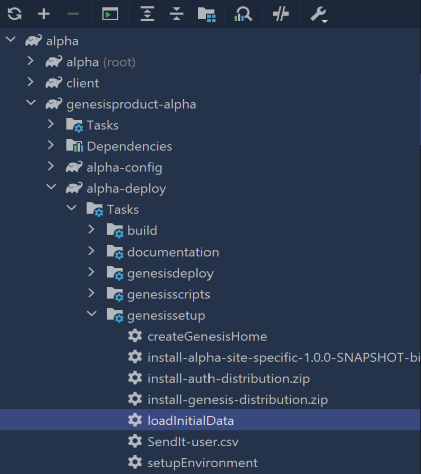 alpha
alpha (root)
client
genesisproduct-alpha
Tasks
Dependencies
alpha-config
alpha-deploy
Tasks
build
documentation
genesisdeploy
genesisscripts
genesissetup
createGenesisHome
install-alpha-site-specific-1.0.0-SNAPSHOT-bi
install-auth-distribution.zip
install-genesis-distribution.zip
loadInitialData
SendIt-user.csv
setupEnvironment